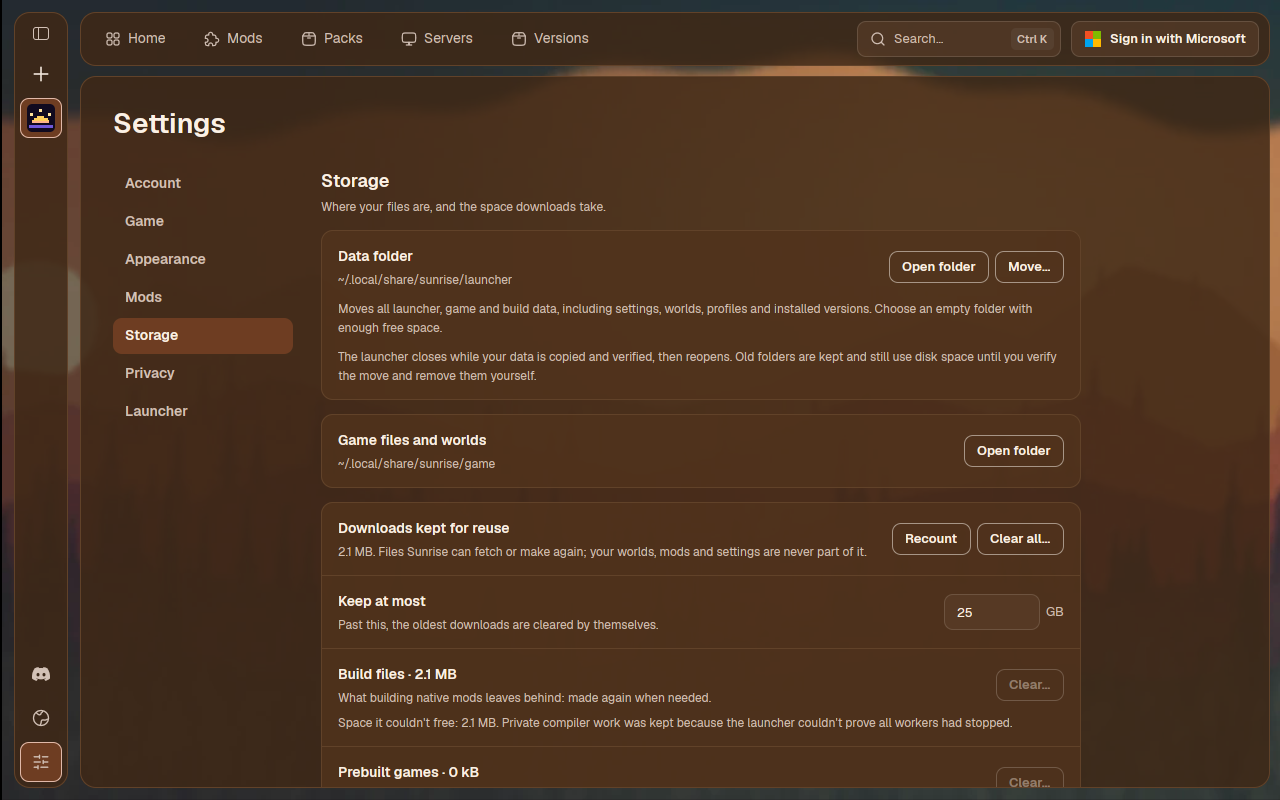 Home
Mods
Packs
Servers
Versions
Search...
Ctrl K
Sign in with Microsoft
Settings
Account
Game
Appearance
Mods
Storage
Privacy
Launcher
Storage
Where your files are, and the space downloads take.
Data folder
~/.local/share/sunrise/launcher
Open folder
Move...
Moves all launcher, game and build data, including settings, worlds, profiles and installed versions. Choose an empty folder with
enough free space.
The launcher closes while your data is copied and verified, then reopens. Old folders are kept and still use disk space until you verify
the move and remove them yourself.
Game files and worlds
~/.local/share/sunrise/game
Open folder
Downloads kept for reuse
2.1 MB. Files Sunrise can fetch or make again; your worlds, mods and settings are never part of it.
Recount
Clear all...
Keep at most
Past this, the oldest downloads are cleared by themselves.
25
GB
Build files · 2.1 MB
What building native mods leaves behind: made again when needed.
Space it couldn't free: 2.1 MB. Private compiler work was kept because the launcher couldn't prove all workers had stopped.
Clear...
Prebuilt games · 0 kB
Clear...